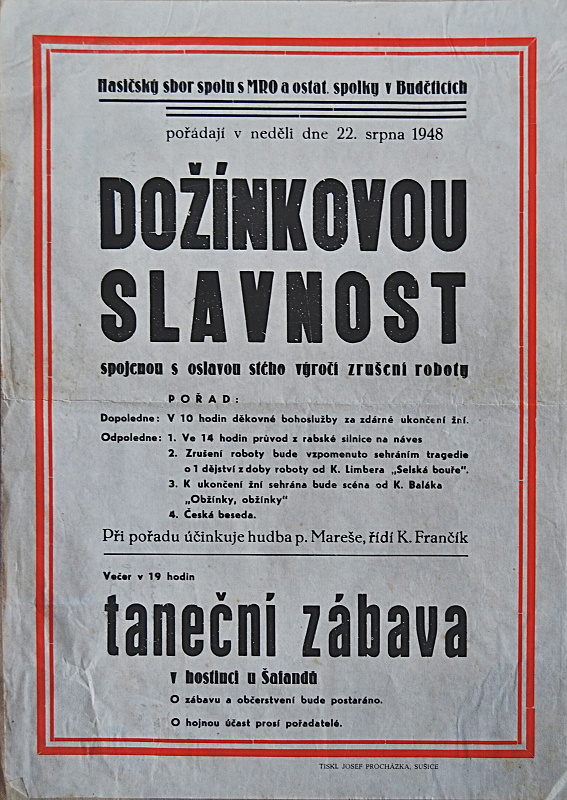 Hasičský sbor spolu s MRO a ostat. spolky v Buděticích
pořádají v neděli dne 22. srpna 1948
DOŽÍNKOVOU
SLAVNOST
spojenou s oslavou stého výročí zrušení roboty
POŘAD:
Dopoledne: V 10 hodin děkovné bohoslužby za zdárné ukončení žní.
Odpoledne: 1. Ve 14 hodin průvod z rabské silnice na náves
2. Zrušení roboty bude vzpomenuto sehráním tragedie
o 1 dějství z doby roboty od K. Limbera „Selská bouře".
3. K ukončení žní sehrána bude scéna od K. Baláka
„Obžínky, obžínky"
4. Česká beseda.
Při pořadu účinkuje hudba p. Mareše, řídí K. Frančík
Večer v 19 hodin
taneční zábava
v hostinci u Šatandů
O zábavu a občerstvení bude postaráno.
O hojnou účast prosí pořadatelé.
TISKL JOSEF PROCHÁZKA, SUŠICE